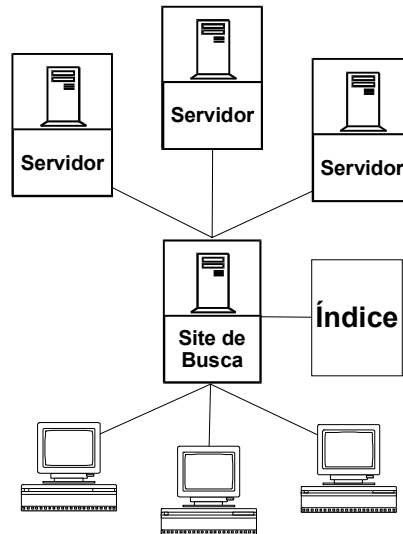 Servidor
Servidor
Servidor
Site de
Busca
Índice